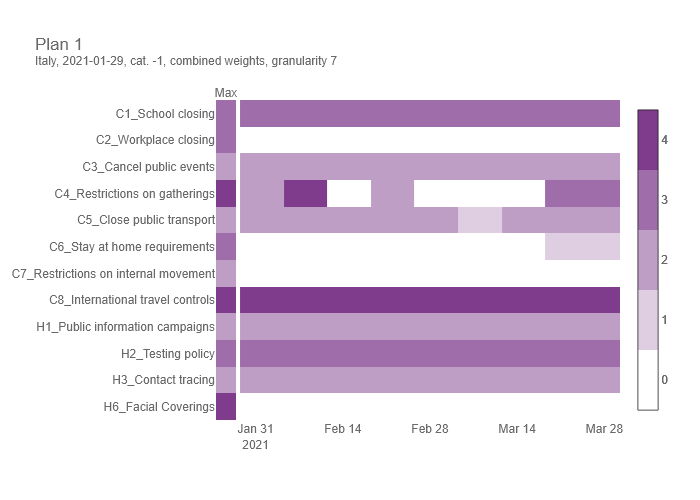 Plan 1
Italy, 2021-01-29, cat. -1, combined weights, granularity 7
Max
C1_School closing
C2_Workplace closing
C3_Cancel public events
C4_Restrictions on gatherings
C5_Close public transport
C6_Stay at home requirements
C7_Restrictions on internal movement
C8_International travel controls
H1_Public information campaigns
H2_Testing policy
H3_Contact tracing
H6_Facial Coverings
Jan 31 Feb 14 Feb 28 Mar 14 Mar 28
2021
4
3
2
1
0